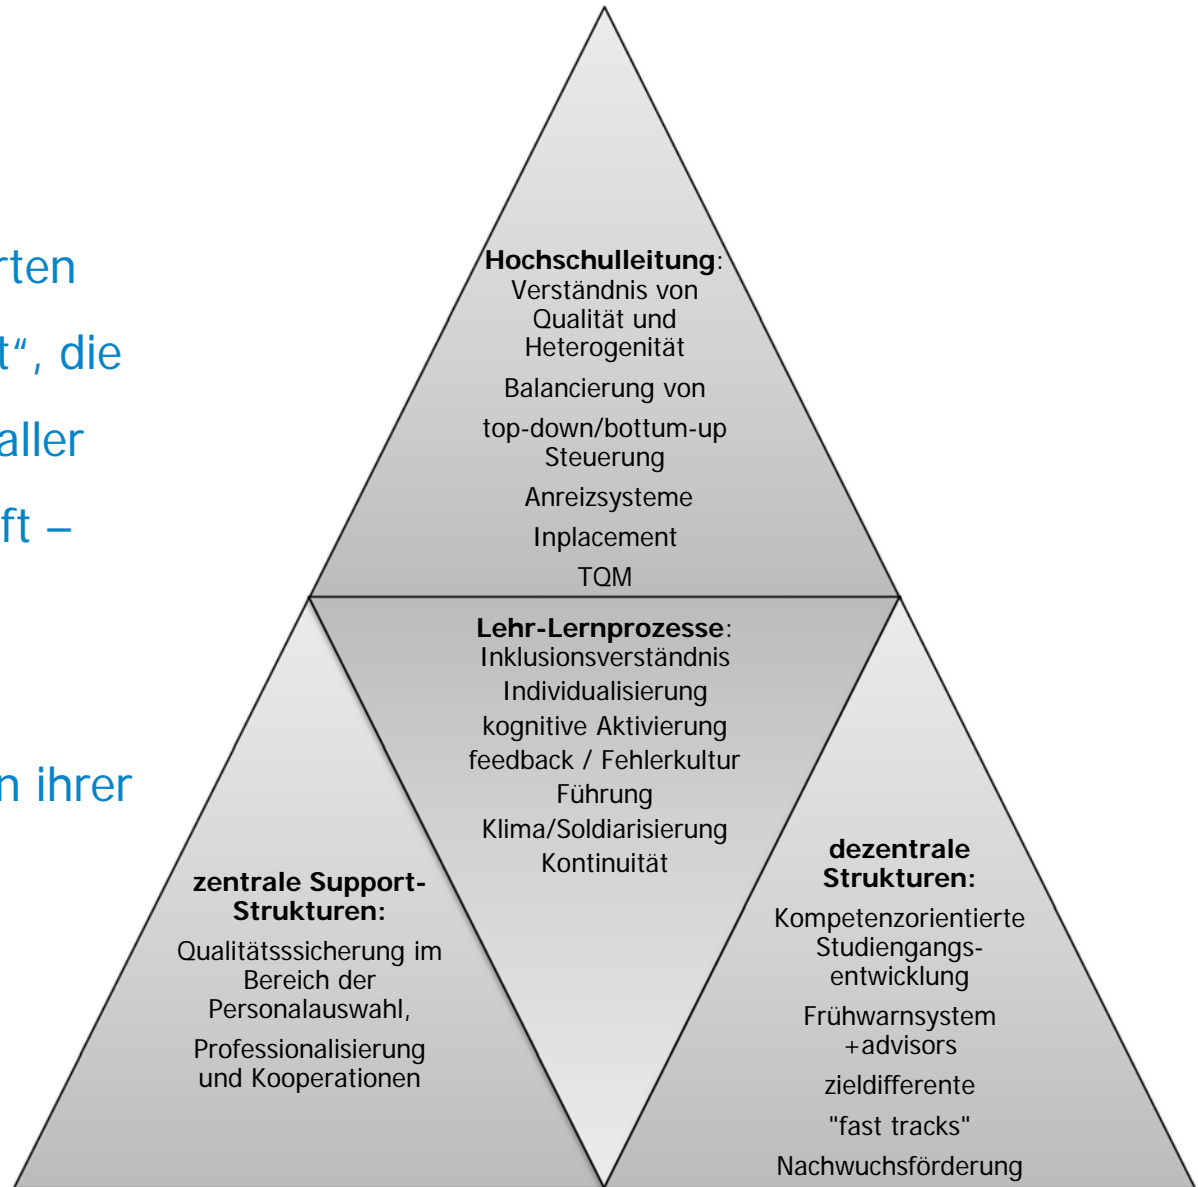 rten
t“, die
aller
ft –
n ihrer
Hochschulleitung:
Verständnis von
Qualität und
Heterogenität
Balancierung von
top-down/bottum-up
Steuerung
Anreizsysteme
Inplacement
TQM
Lehr-Lernprozesse:
Inklusionsverständnis
Individualisierung
kognitive Aktivierung
feedback / Fehlerkultur
Führung
Klima/Soldiarisierung
Kontinuität
zentrale Support-
Strukturen:
Qualitätsssicherung im
Bereich der
Personalauswahl,
Professionalisierung
und Kooperationen
dezentrale
Strukturen:
Kompetenzorientierte
Studiengangs-
entwicklung
Frühwarnsystem
+advisors
zieldifferente
"fast tracks"
Nachwuchsförderung